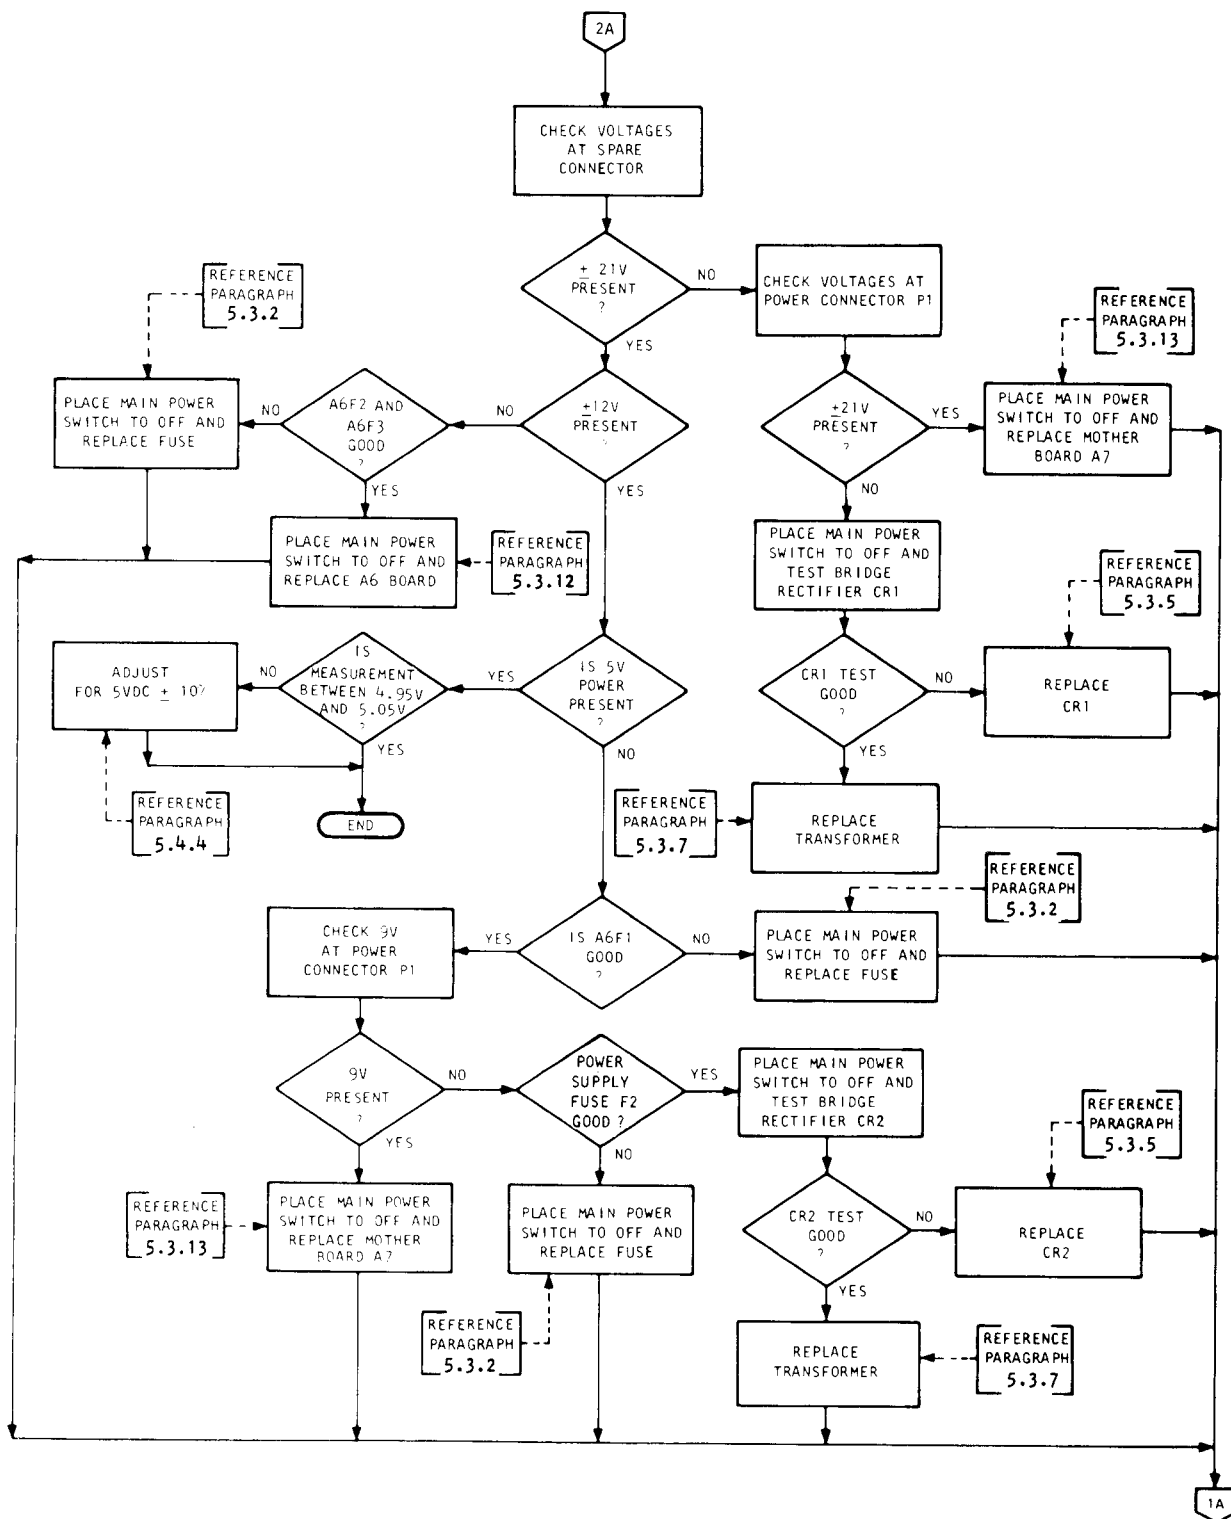 2A
CHECK VOLTAGES
AT SPARE
CONNECTOR
± 21V
PRESENT
?
NO
YES
CHECK VOLTAGES AT
POWER CONNECTOR P1
REFERENCE
PARAGRAPH
5.3.2
REFERENCE
PARAGRAPH
5.3.13
PLACE MAIN POWER
SWITCH TO OFF AND
REPLACE FUSE
NO
A6F2 AND
A6F3
GOOD
?
YES
NO
±12V
PRESENT
?
YES
±21V
PRESENT
?
YES
NO
PLACE MAIN POWER
SWITCH TO OFF AND
REPLACE MOTHER
BOARD A7
PLACE MAIN POWER
SWITCH TO OFF AND
REPLACE A6 BOARD
REFERENCE
PARAGRAPH
5.3.12
PLACE MAIN POWER
SWITCH TO OFF AND
TEST BRIDGE
RECTIFIER CR1
REFERENCE
PARAGRAPH
5.3.5
ADJUST
FOR 5VDC ± 10?
NO
IS
MEASUREMENT
BETWEEN 4.95V
AND 5.05V
?
YES
YES
IS 5V
POWER
PRESENT
?
NO
CR1 TEST
GOOD
?
NO
YES
REPLACE
CR1
REFERENCE
PARAGRAPH
5.4.4
END
REFERENCE
PARAGRAPH
5.3.7
REPLACE
TRANSFORMER
REFERENCE
PARAGRAPH
5.3.2
CHECK 9V
AT POWER
CONNECTOR P1
YES
IS A6F1
GOOD
?
NO
PLACE MAIN POWER
SWITCH TO OFF AND
REPLACE FUSE
9V
PRESENT
?
NO
YES
POWER
SUPPLY
FUSE F2
GOOD ?
YES
NO
PLACE MAIN POWER
SWITCH TO OFF AND
TEST BRIDGE
RECTIFIER CR2
REFERENCE
PARAGRAPH
5.3.5
REFERENCE
PARAGRAPH
5.3.13
PLACE MAIN POWER
SWITCH TO OFF AND
REPLACE MOTHER
BOARD A7
PLACE MAIN POWER
SWITCH TO OFF AND
REPLACE FUSE
CR2 TEST
GOOD
?
NO
YES
REPLACE
CR2
REFERENCE
PARAGRAPH
5.3.2
REPLACE
TRANSFORMER
REFERENCE
PARAGRAPH
5.3.7
1A